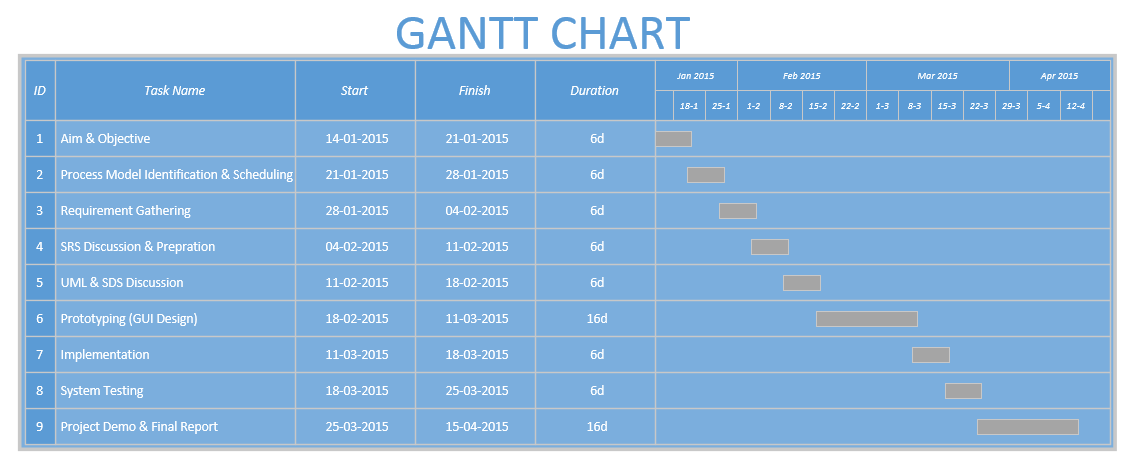 GANTT CHART
ID Task Name Start Finish Duration Jan 2015 Feb 2015 Mar 2015 Apr 2015
18-1 25-1 1-2 8-2 15-2 22-2 1-3 8-3 15-3 22-3 29-3 5-4 12-4
1 Aim & Objective 14-01-2015 21-01-2015 6d
2 Process Model Identification & Scheduling 21-01-2015 28-01-2015 6d
3 Requirement Gathering 28-01-2015 04-02-2015 6d
4 SRS Discussion & Prepration 04-02-2015 11-02-2015 6d
5 UML & SDS Discussion 11-02-2015 18-02-2015 6d
6 Prototyping (GUI Design) 18-02-2015 11-03-2015 16d
7 Implementation 11-03-2015 18-03-2015 6d
8 System Testing 18-03-2015 25-03-2015 6d
9 Project Demo & Final Report 25-03-2015 15-04-2015 16d